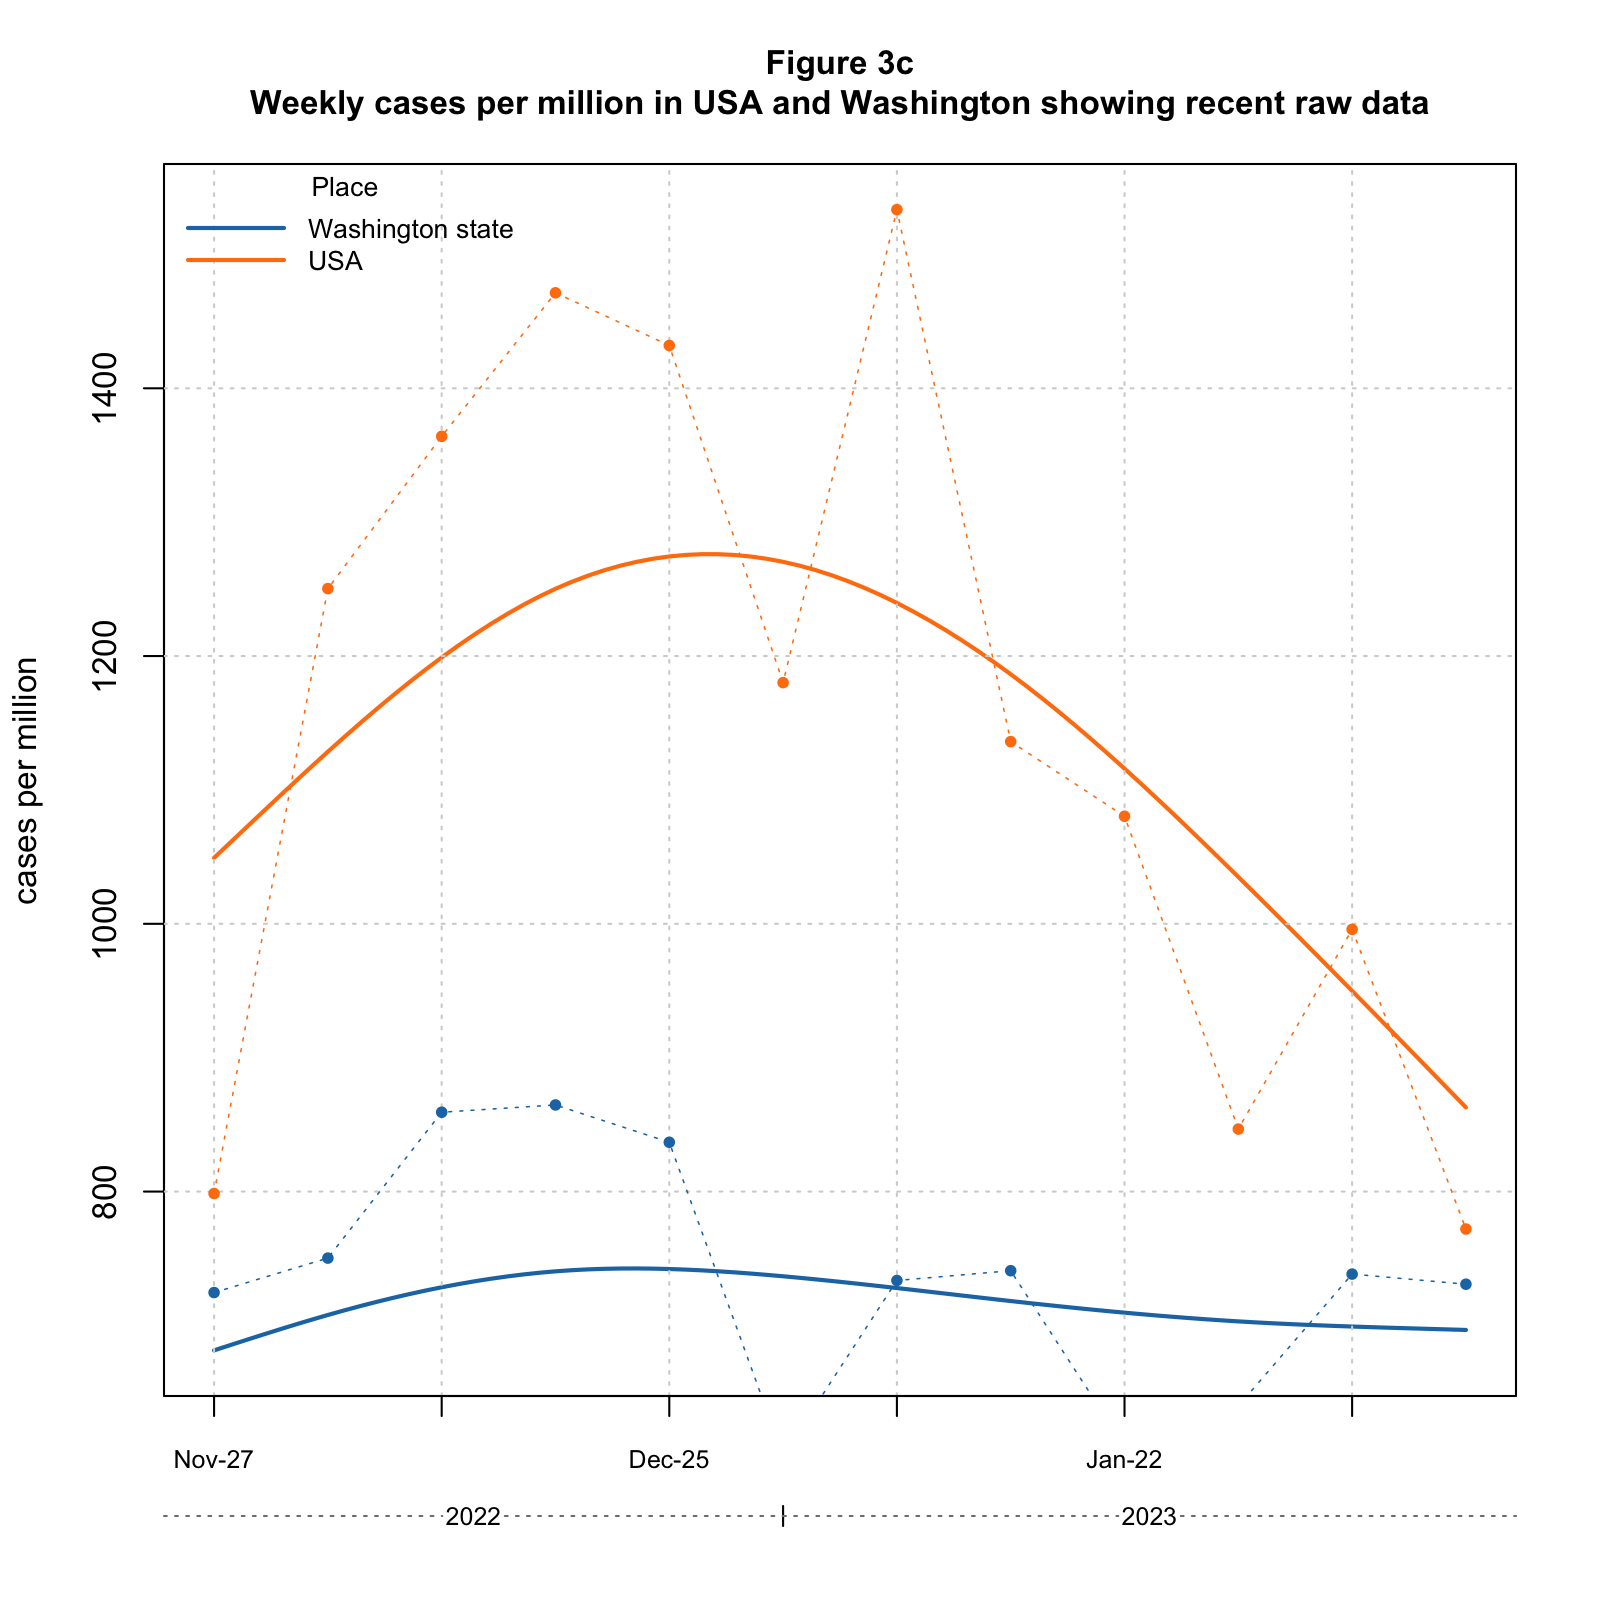 Figure 3c
Weekly cases per million in USA and Washington showing recent raw data
Place
Washington state
USA
cases per million
1400
1200
1000
800
Nov-27
Dec-25
Jan-22
2022
2023